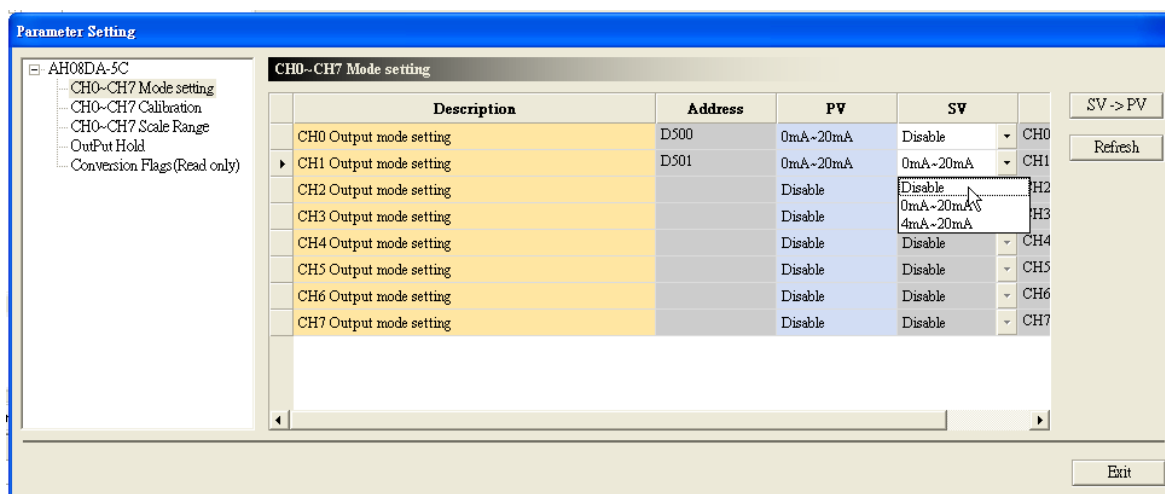 Parameter Setting
AH08DA-5C
CH0~CH7 Mode setting
CH0~CH7 Calibration
CH0~CH7 Scale Range
OutPut Hold
Conversion Flags(Read only)
CH0~CH7 Mode setting
Description Address PV SV
CH0 Output mode setting D500 0mA~20mA Disable CH0
CH1 Output mode setting D501 0mA~20mA 0mA~20mA CH1
CH2 Output mode setting Disable Disable H2
0mA~20mA
CH3 Output mode setting Disable H3
4mA~20mA
CH4 Output mode setting Disable Disable CH4
CH5 Output mode setting Disable Disable CH5
CH6 Output mode setting Disable Disable CH6
CH7 Output mode setting Disable Disable CH7
SV->PV
Refresh
Exit